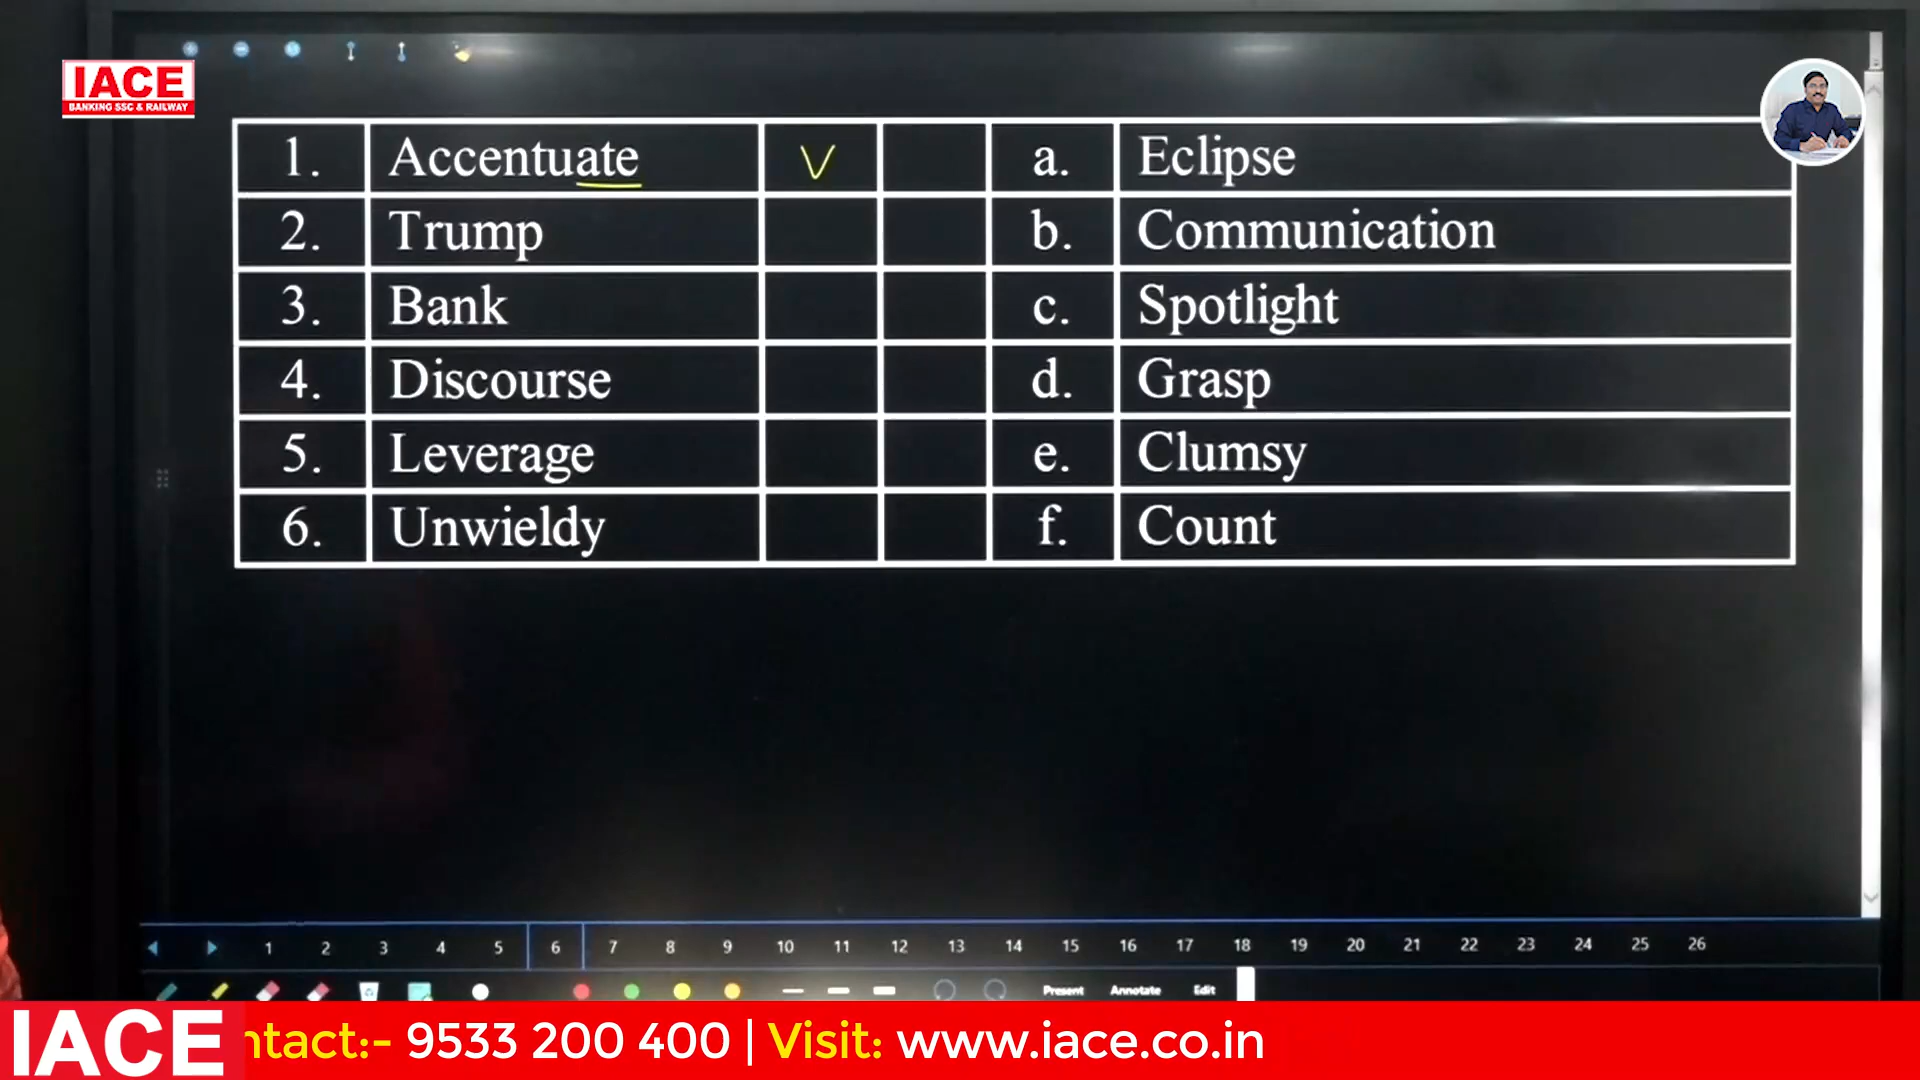 IACE
BANKING SSC & RAILWAY
1. Accentuate V a. Eclipse
2. Trump b. Communication
3. Bank c. Spotlight
4. Discourse d. Grasp
5. Leverage e. Clumsy
6. Unwieldy f. Count
1 2 3 4 5 6 7 8 9 10 11 12 13 14 15 16 17 18 19 20 21 22 23 24 25 26
Present Annotate Edit
IACE ntact:- 9533 200 400 | Visit: www.iace.co.in